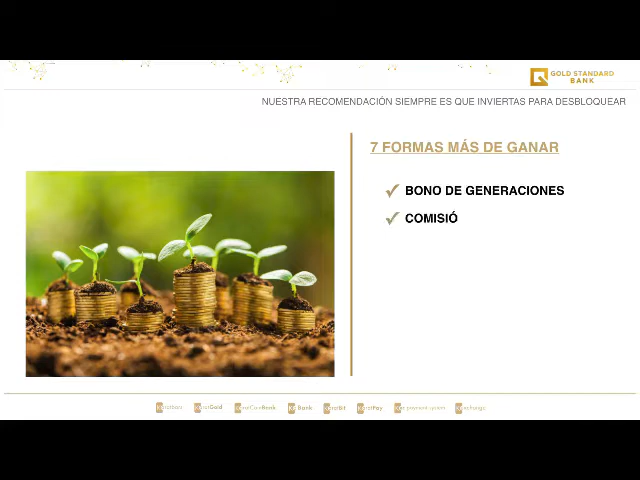 GOLD STANDARD
BANK
NUESTRA RECOMENDACIÓN SIEMPRE ES QUE INVIERTAS PARA DESBLOQUEAR
7 FORMAS MÁS DE GANAR
BONO DE GENERACIONES
COMISIÓ